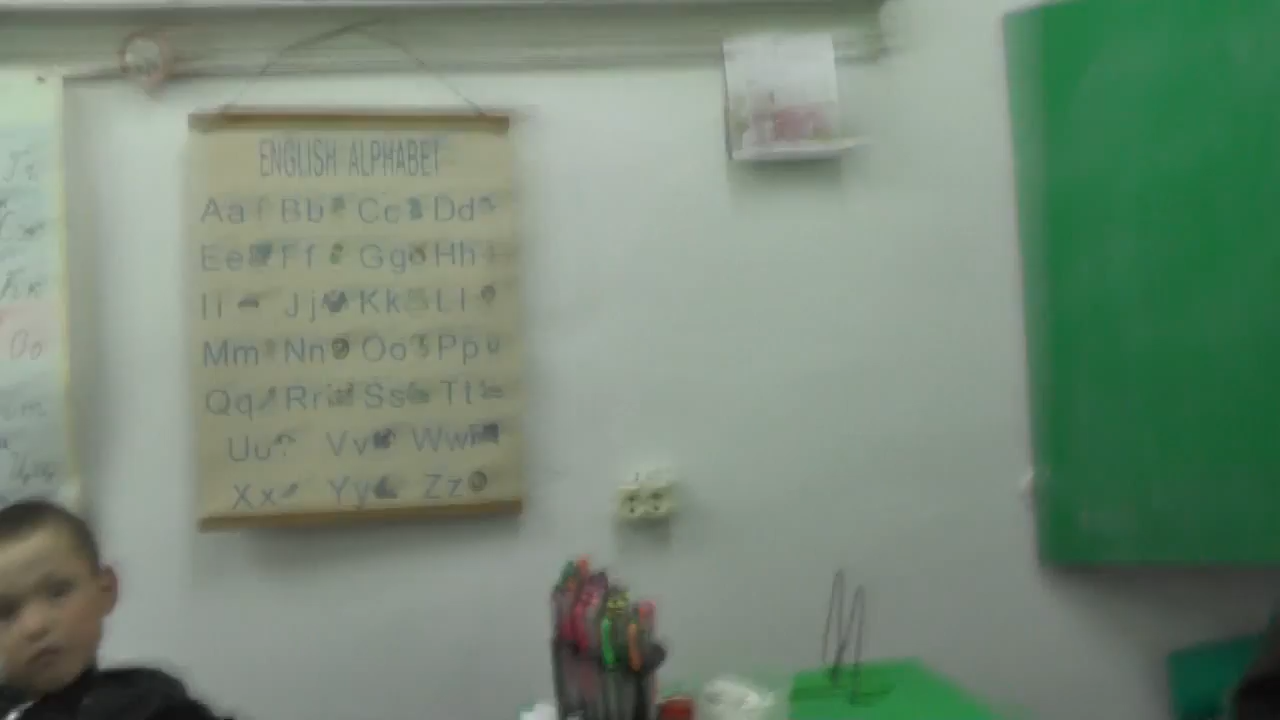 ENGLISH ALPHABET
Aa Bb Cc Dd
Ee Ff Gg Hh
Ii Jj Kk Ll
Mm Nn Oo Pp
Qq Rr Ss Tt
Uu Vv Ww
Xx Yy Zz